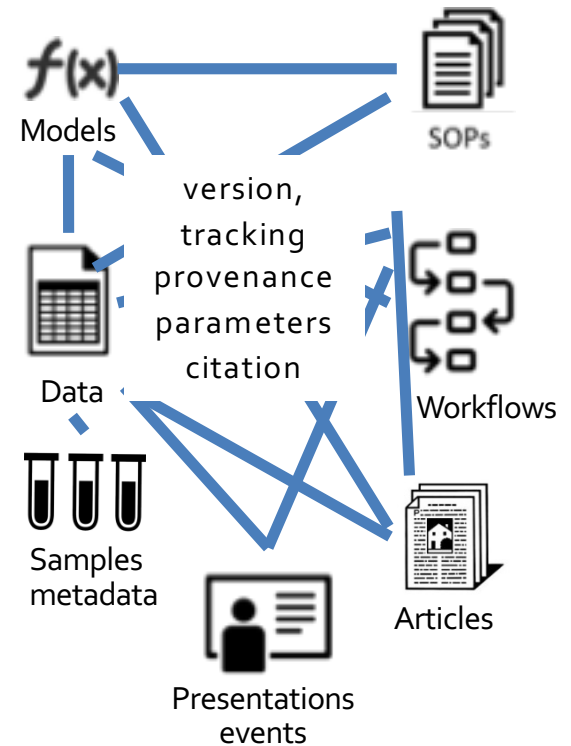 f(x)
Models
SOPs
version,
tracking
provenance
parameters
citation
Data
Workflows
Samples
metadata
Articles
Presentations
events